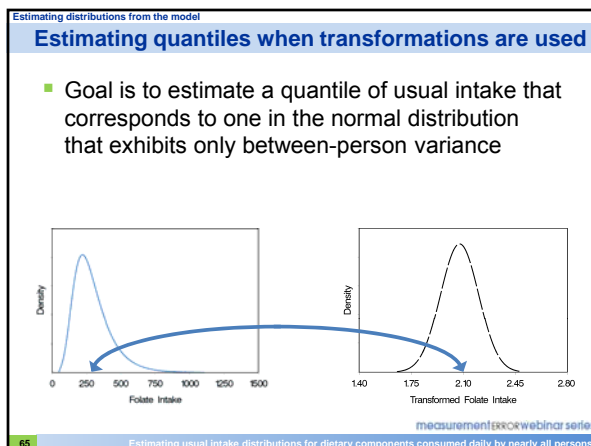 Estimating distributions from the model
Estimating quantiles when transformations are used
Goal is to estimate a quantile of usual intake that
corresponds to one in the normal distribution
that exhibits only between-person variance
Density
0 250 500 750 1000 1250 1500
Folate Intake
Density
1.40 1.75 2.10 2.45 2.80
Transformed Folate Intake
measurementERRORwebinar serie
65 Estimating usual intake distributions for dietary components consumed daily by nearly all persons